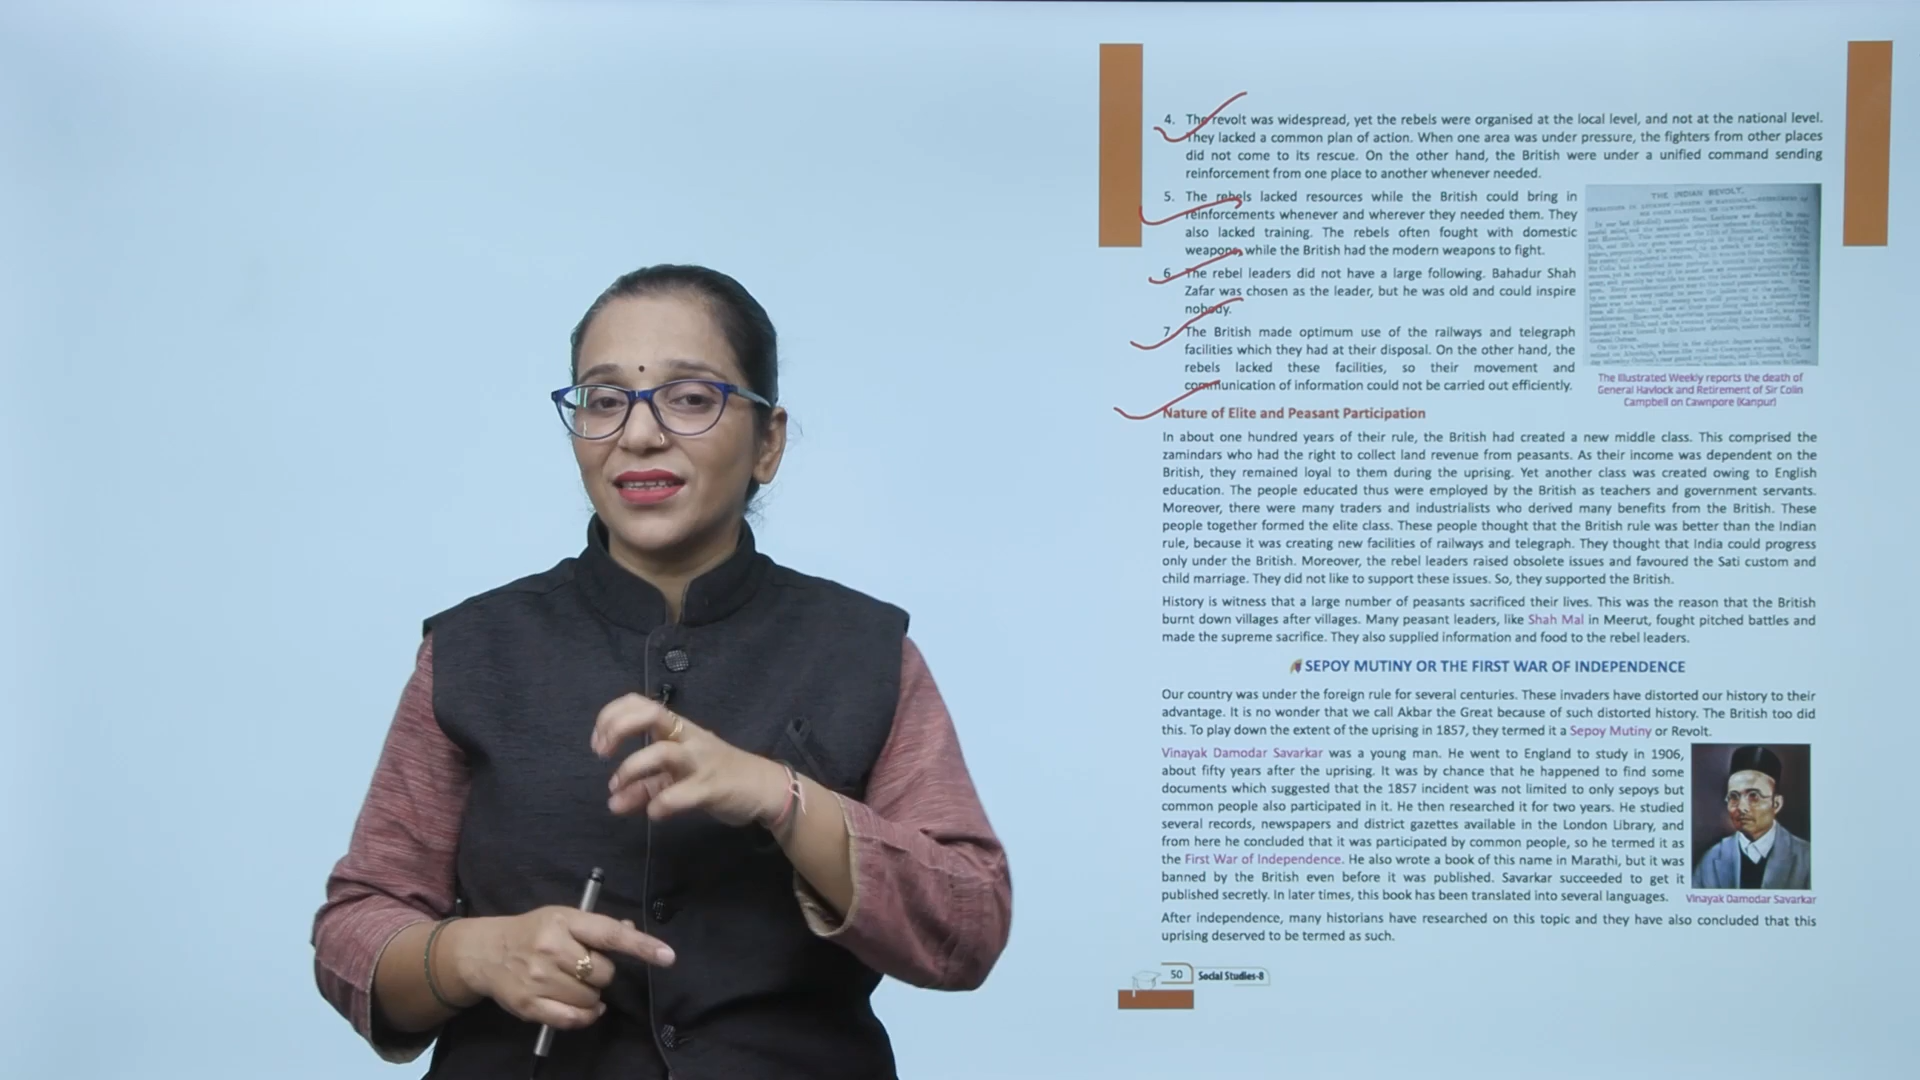 4. The revolt was widespread, yet the rebels were organised at the local level, and not at the national level.
They lacked a common plan of action. When one area was under pressure, the fighters from other places
did not come to its rescue. On the other hand, the British were under a unified command sending
reinforcement from one place to another whenever needed.
5. The rebels lacked resources while the British could bring in
reinforcements whenever and wherever they needed them. They
also lacked training. The rebels often fought with domestic
weapons, while the British had the modern weapons to fight.
6. The rebel leaders did not have a large following. Bahadur Shah
Zafar was chosen as the leader, but he was old and could inspire
nobody.
7. The British made optimum use of the railways and telegraph
facilities which they had at their disposal. On the other hand, the
rebels lacked these facilities, so their movement and
communication of information could not be carried out efficiently.
THE INDIAN REVOLT.
The Illustrated Weekly reports the death of
General Havlock and Retirement of Sir Colin
Campbell on Cawnpore (Kanpur)
Nature of Elite and Peasant Participation
In about one hundred years of their rule, the British had created a new middle class. This comprised the
zamindars who had the right to collect land revenue from peasants. As their income was dependent on the
British, they remained loyal to them during the uprising. Yet another class was created owing to English
education. The people educated thus were employed by the British as teachers and government servants.
Moreover, there were many traders and industrialists who derived many benefits from the British. These
people together formed the elite class. These people thought that the British rule was better than the Indian
rule, because it was creating new facilities of railways and telegraph. They thought that India could progress
only under the British. Moreover, the rebel leaders raised obsolete issues and favoured the Sati custom and
child marriage. They did not like to support these issues. So, they supported the British.
History is witness that a large number of peasants sacrificed their lives. This was the reason that the British
burnt down villages after villages. Many peasant leaders, like Shah Mal in Meerut, fought pitched battles and
made the supreme sacrifice. They also supplied information and food to the rebel leaders.
SEPOY MUTINY OR THE FIRST WAR OF INDEPENDENCE
Our country was under the foreign rule for several centuries. These invaders have distorted our history to their
advantage. It is no wonder that we call Akbar the Great because of such distorted history. The British too did
this. To play down the extent of the uprising in 1857, they termed it a Sepoy Mutiny or Revolt.
Vinayak Damodar Savarkar was a young man. He went to England to study in 1906,
about fifty years after the uprising. It was by chance that he happened to find some
documents which suggested that the 1857 incident was not limited to only sepoys but
common people also participated in it. He then researched it for two years. He studied
several records, newspapers and district gazettes available in the London Library, and
from here he concluded that it was participated by common people, so he termed it as
the First War of Independence. He also wrote a book of this name in Marathi, but it was
banned by the British even before it was published. Savarkar succeeded to get it
published secretly. In later times, this book has been translated into several languages.
Vinayak Damodar Savarkar
After independence, many historians have researched on this topic and they have also concluded that this
uprising deserved to be termed as such.
50 Social Studies-8